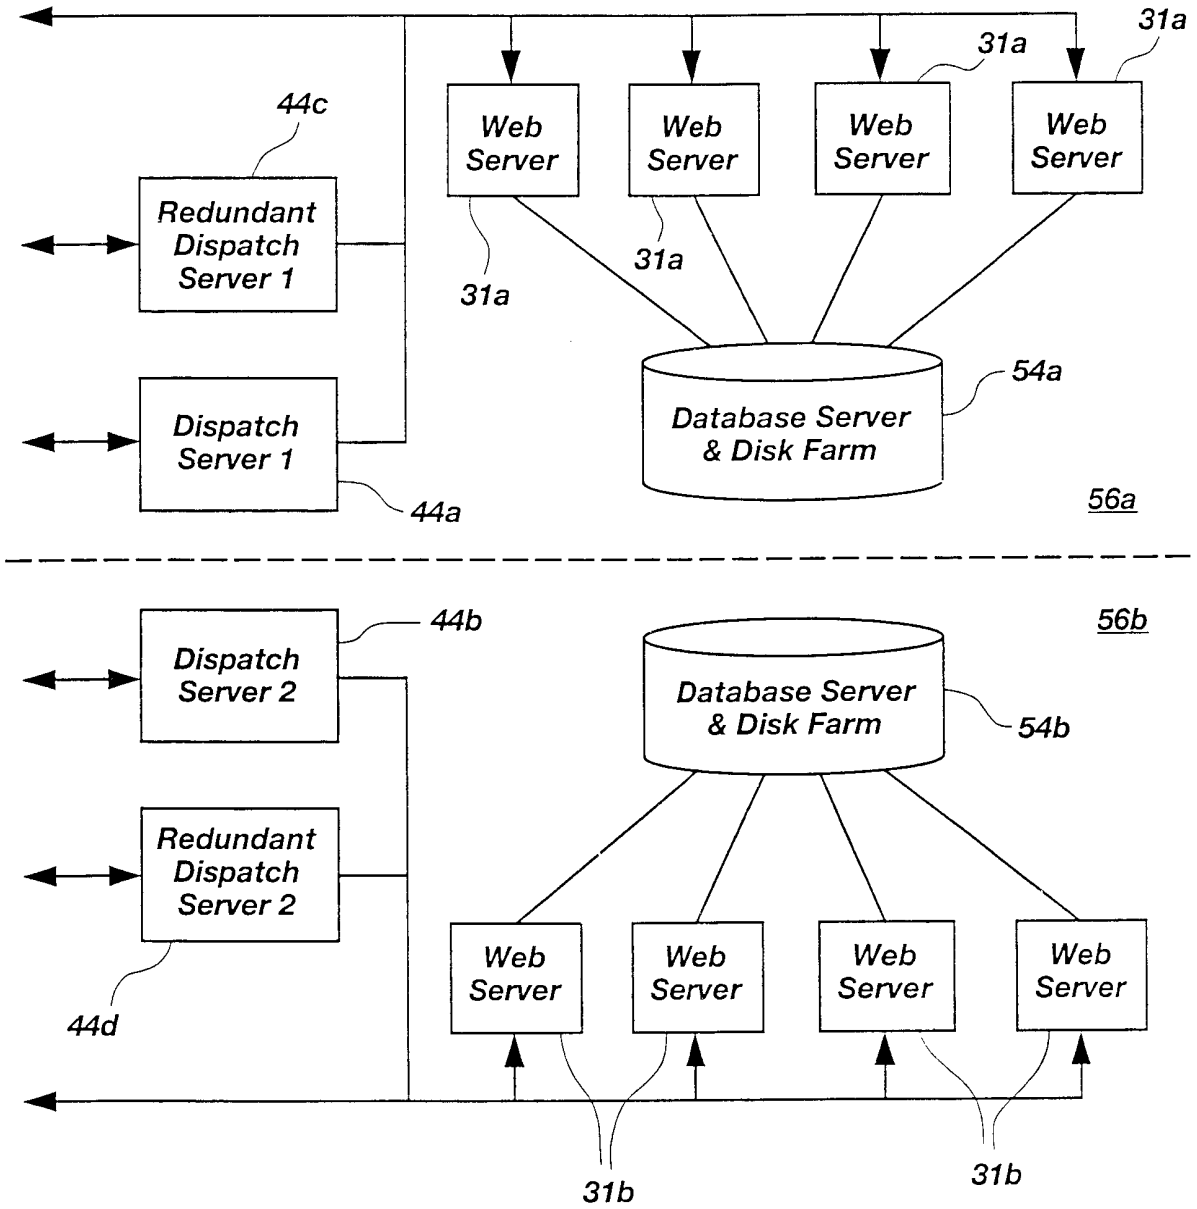 31a
31a
44c
Web
Server
Web
Server
Web
Server
Web
Server
Redundant
Dispatch
Server 1
31a
31a
Dispatch
Server 1
54a
Database Server
& Disk Farm
44a
56a
44b
56b
Dispatch
Server 2
Database Server
& Disk Farm
54b
Redundant
Dispatch
Server 2
Web
Server
Web
Server
Web
Server
Web
Server
44d
31b
31b